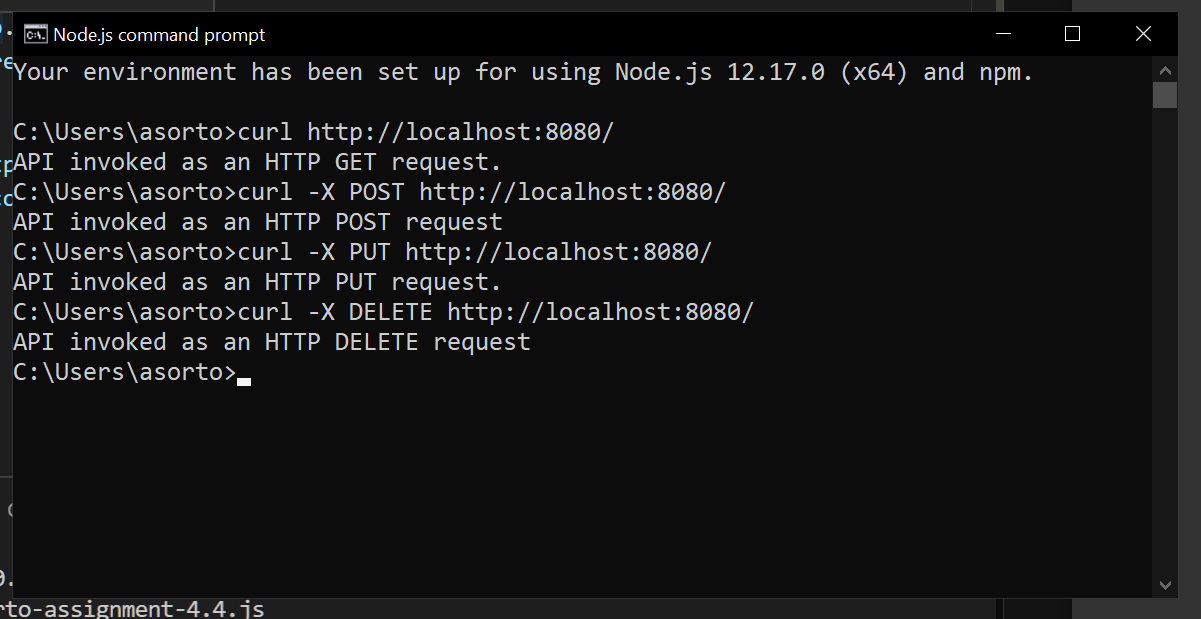 Node.js command prompt
Your environment has been set up for using Node.js 12.17.0 (x64) and npm.
C:\Users\asorto>curl http://localhost:8080/
API invoked as an HTTP GET request.
C:\Users\asorto>curl -X POST http://localhost:8080/
API invoked as an HTTP POST request
C:\Users\asorto>curl -X PUT http://localhost:8080/
API invoked as an HTTP PUT request.
C:\Users\asorto>curl -X DELETE http://localhost:8080/
API invoked as an HTTP DELETE request
C:\Users\asorto>
rto-assignment-4.4.js